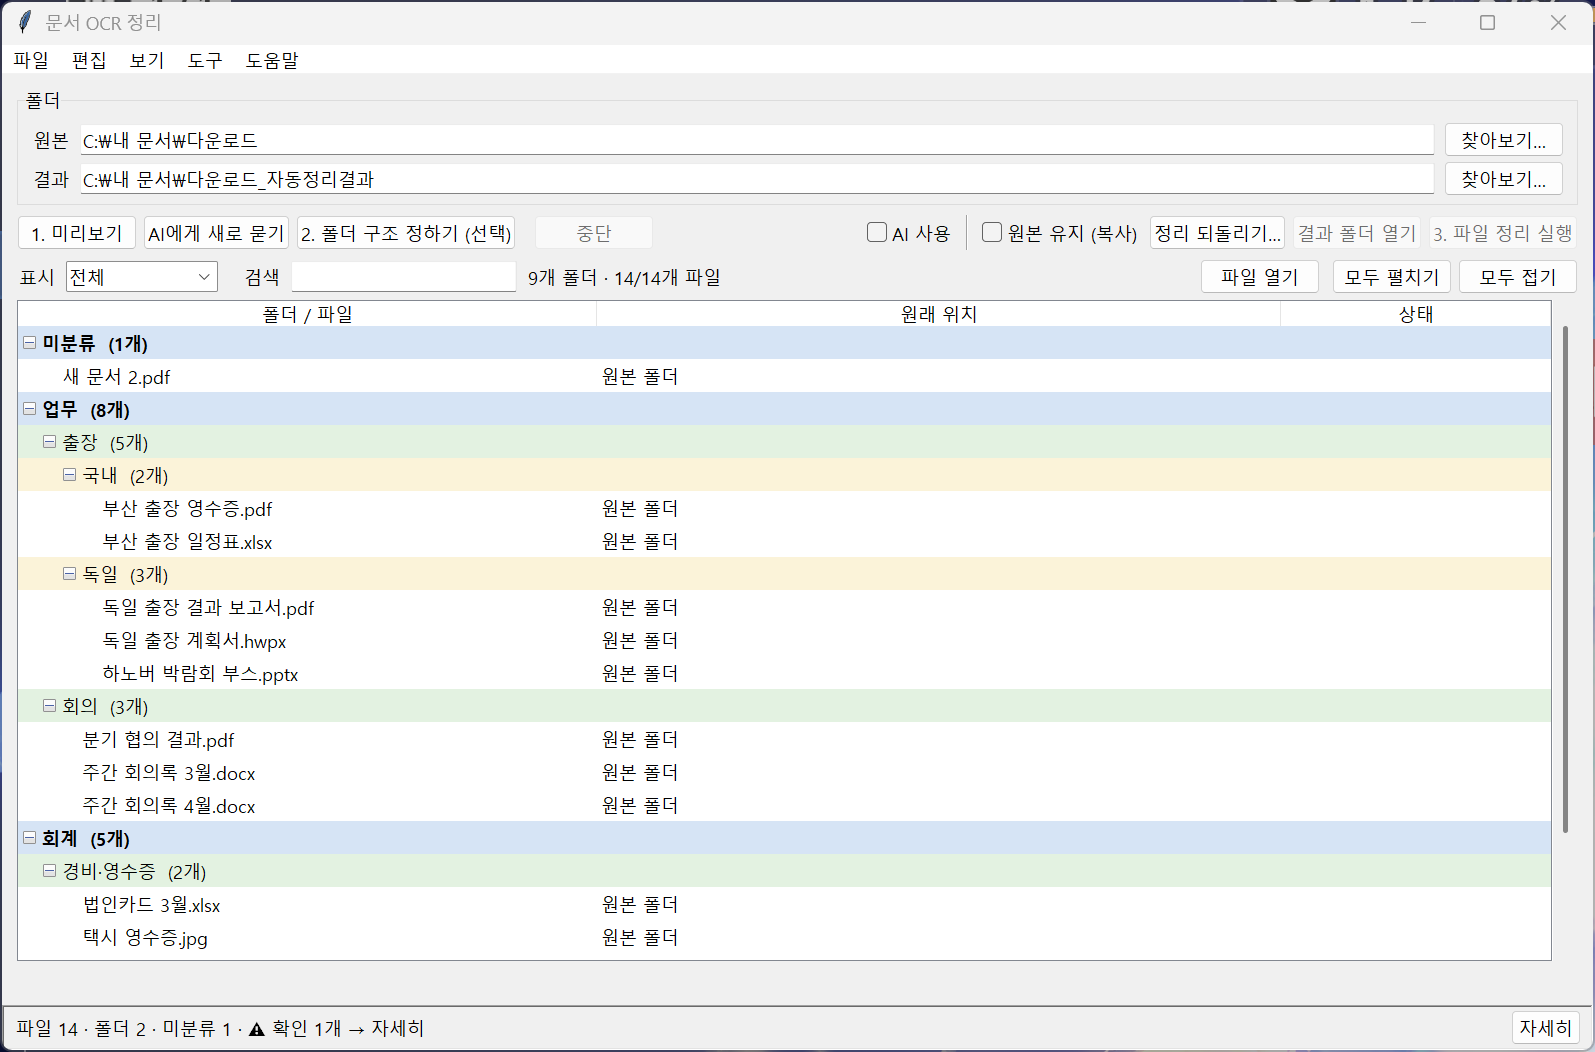 문서 OCR 정리
파일 편집 보기 도구 도움말
폴더
원본 C:₩내 문서₩다운로드 찾아보기...
결과 C:₩내 문서₩다운로드_자동정리결과 찾아보기...
1. 미리보기 AI에게 새로 묻기 2. 폴더 구조 정하기 (선택) 중단 AI 사용 원본 유지 (복사) 정리 되돌리기... 결과 폴더 열기 3. 파일 정리 실행
표시 전체 검색 9개 폴더 · 14/14개 파일 파일 열기 모두 펼치기 모두 접기
폴더 / 파일 원래 위치 상태
미분류 (1개)
새 문서 2.pdf 원본 폴더
업무 (8개)
출장 (5개)
국내 (2개)
부산 출장 영수증.pdf 원본 폴더
부산 출장 일정표.xlsx 원본 폴더
독일 (3개)
독일 출장 결과 보고서.pdf 원본 폴더
독일 출장 계획서.hwpx 원본 폴더
하노버 박람회 부스.pptx 원본 폴더
회의 (3개)
분기 협의 결과.pdf 원본 폴더
주간 회의록 3월.docx 원본 폴더
주간 회의록 4월.docx 원본 폴더
회계 (5개)
경비·영수증 (2개)
법인카드 3월.xlsx 원본 폴더
택시 영수증.jpg 원본 폴더
파일 14 · 폴더 2 · 미분류 1 · ⚠ 확인 1개 → 자세히 자세히